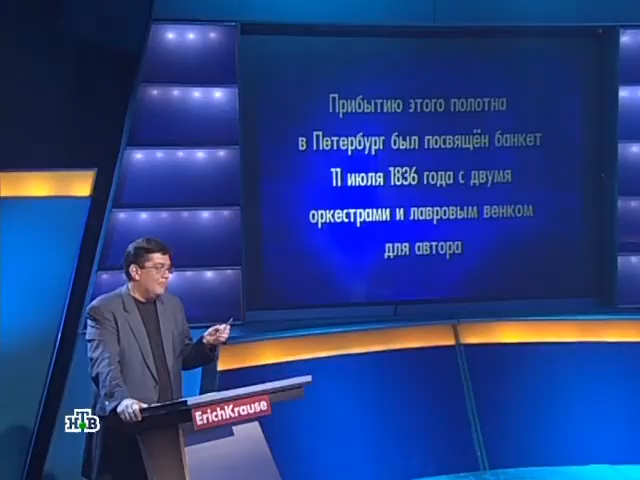 Прибытию этого полотна
в Петербург был посвящён банкет
11 июля 1836 года с двумя
оркестрами и лавровым венком
для автора
ErichKrause
НТВ